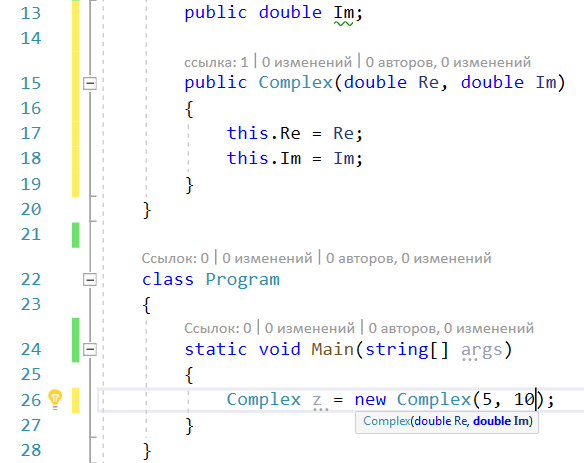 13 public double Im;
14
ссылка: 1 | 0 изменений | 0 авторов, 0 изменений
15 public Complex(double Re, double Im)
16 {
17 this.Re = Re;
18 this.Im = Im;
19 }
20 }
21
Ссылок: 0 | 0 изменений | 0 авторов, 0 изменений
22 class Program
23 {
Ссылок: 0 | 0 изменений | 0 авторов, 0 изменений
24 static void Main(string[] args)
25 {
26 Complex z = new Complex(5, 10);
Complex(double Re, double Im)
27 }
28 }